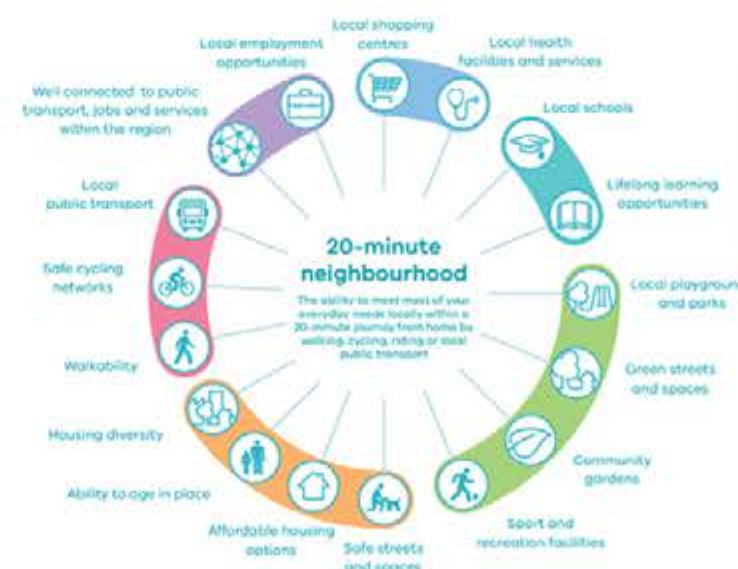 Local shopping
centres
Local employment
opportunities
Local health
facilities and services
Well connected to public
transport, jobs and services
within the region
Local schools
Local
public transport
Lifelong learning
opportunities
20-minute
neighbourhood
The ability to meet most of your
everyday needs locally within a
20-minute journey from home by
walking, cycling, riding or local
public transport
Safe cycling
networks
Local playgroun
and parks
Walkability
Green streets
and spaces
Housing diversity
Community
gardens
Ability to age in place
Affordable housing
options
Safe streets
and spaces
Sport and
recreation facilities